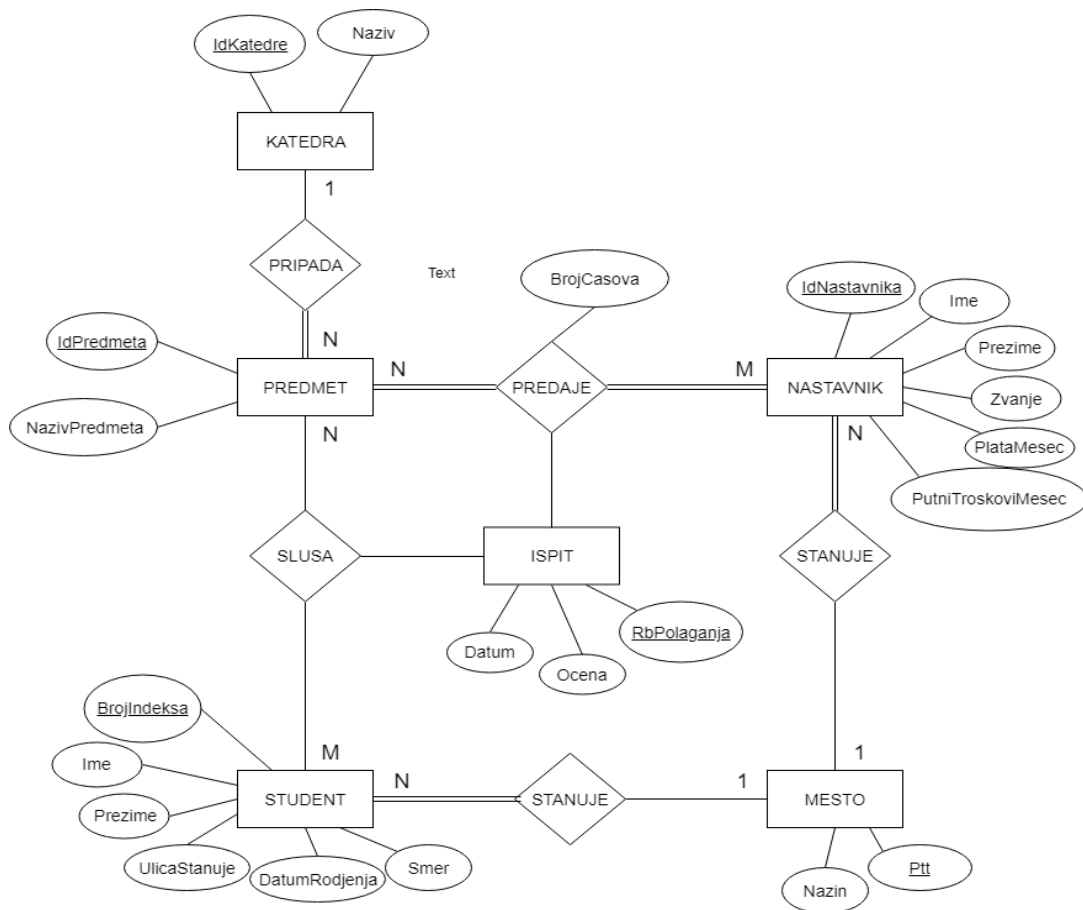 IdKatedre
Naziv
KATEDRA
1
PRIPADA
Text
BrojCasova
IdNastavnika
Ime
IdPredmeta
N
N
M
Prezime
PREDMET
PREDAJE
NASTAVNIK
Zvanje
NazivPredmeta
N
N
PlataMesec
PutniTroskoviMesec
SLUSA
ISPIT
STANUJE
Datum
Ocena
RbPolaganja
BrojIndeksa
M
1
Ime
N
1
STUDENT
STANUJE
MESTO
Prezime
UlicaStanuje
DatumRodjenja
Smer
Nazin
Ptt